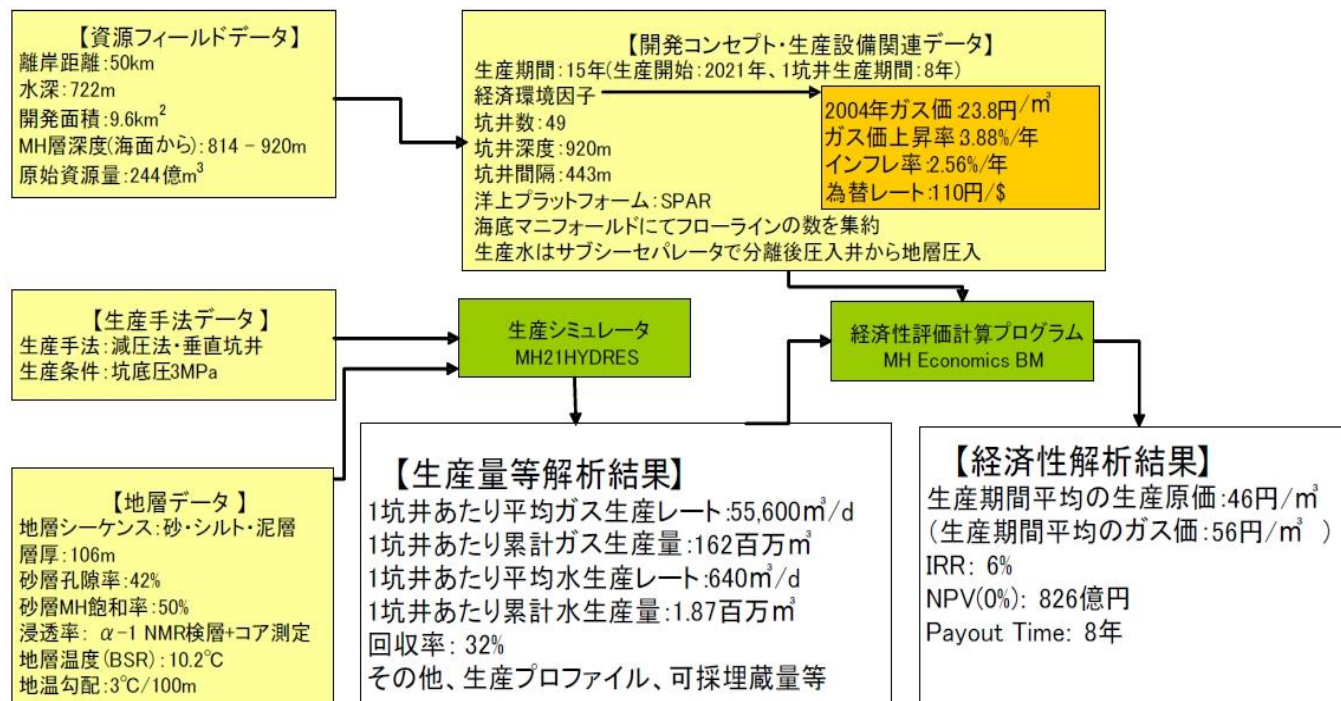 【資源フィールドデータ】
離岸距離:50km
水深:722m
開発面積:9.6km²
MH層深度(海面から):814 – 920m
原始資源量:244億m³
【開発コンセプト・生産設備関連データ】
生産期間:15年(生産開始:2021年、1坑井生産期間:8年)
経済環境因子
坑井数:49
坑井深度:920m
坑井間隔:443m
洋上プラットフォーム:SPAR
海底マニフォールドにてフローラインの数を集約
生産水はサブシーセパレータで分離後圧入井から地層圧入
2004年ガス価:23.8円/㎥
ガス価上昇率:3.88%/年
インフレ率:2.56%/年
為替レート:110円/$
【生産手法データ】
生産手法:減圧法・垂直坑井
生産条件:坑底圧3MPa
生産シミュレータ
MH21HYDRES
経済性評価計算プログラム
MH Economics BM
【地層データ】
地層シーケンス:砂・シルト・泥層
層厚:106m
砂層孔隙率:42%
砂層MH飽和率:50%
浸透率: α-1 NMR検層+コア測定
地層温度(BSR):10.2℃
地温勾配:3℃/100m
【生産量等解析結果】
1坑井あたり平均ガス生産レート:55,600㎥/d
1坑井あたり累計ガス生産量:162百万㎥
1坑井あたり平均水生産レート:640㎥/d
1坑井あたり累計水生産量:1.87百万㎥
回収率: 32%
その他、生産プロファイル、可採埋蔵量等
【経済性解析結果】
生産期間平均の生産原価:46円/㎥
(生産期間平均のガス価:56円/㎥ )
IRR: 6%
NPV(0%): 826億円
Payout Time: 8年